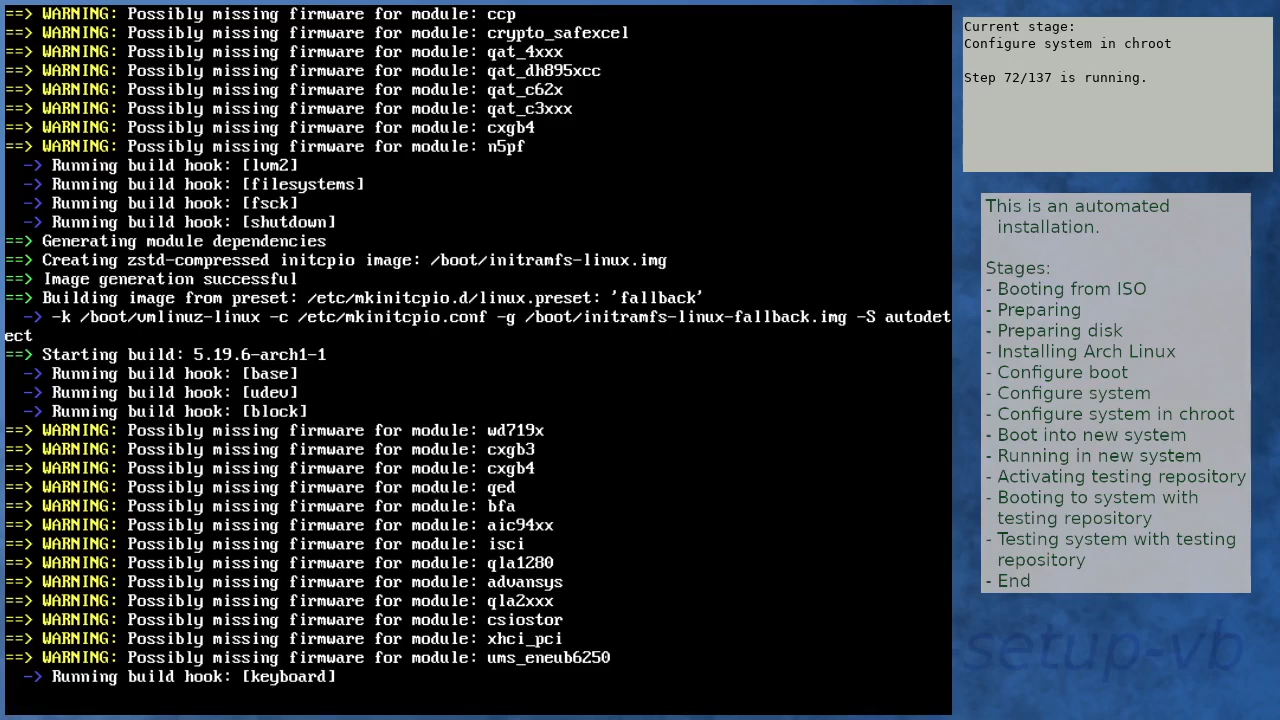 ==> WARNING: Possibly missing firmware for module: ccp
==> WARNING: Possibly missing firmware for module: crypto_safexcel
==> WARNING: Possibly missing firmware for module: qat_4xxx
==> WARNING: Possibly missing firmware for module: qat_dh895xcc
==> WARNING: Possibly missing firmware for module: qat_c62x
==> WARNING: Possibly missing firmware for module: qat_c3xxx
==> WARNING: Possibly missing firmware for module: cxgb4
==> WARNING: Possibly missing firmware for module: n5pf
  -> Running build hook: [lvm2]
  -> Running build hook: [filesystems]
  -> Running build hook: [fsck]
  -> Running build hook: [shutdown]
==> Generating module dependencies
==> Creating zstd-compressed initcpio image: /boot/initramfs-linux.img
==> Image generation successful
==> Building image from preset: /etc/mkinitcpio.d/linux.preset: 'fallback'
  -> -k /boot/vmlinuz-linux -c /etc/mkinitcpio.conf -g /boot/initramfs-linux-fallback.img -S autodet
ect
==> Starting build: 5.19.6-arch1-1
  -> Running build hook: [base]
  -> Running build hook: [udev]
  -> Running build hook: [block]
==> WARNING: Possibly missing firmware for module: wd719x
==> WARNING: Possibly missing firmware for module: cxgb3
==> WARNING: Possibly missing firmware for module: cxgb4
==> WARNING: Possibly missing firmware for module: qed
==> WARNING: Possibly missing firmware for module: bfa
==> WARNING: Possibly missing firmware for module: aic94xx
==> WARNING: Possibly missing firmware for module: isci
==> WARNING: Possibly missing firmware for module: qla1280
==> WARNING: Possibly missing firmware for module: advansys
==> WARNING: Possibly missing firmware for module: qla2xxx
==> WARNING: Possibly missing firmware for module: csiostor
==> WARNING: Possibly missing firmware for module: xhci_pci
==> WARNING: Possibly missing firmware for module: ums_eneub6250
  -> Running build hook: [keyboard]
Current stage:
Configure system in chroot
Step 72/137 is running.
This is an automated
installation.
Stages:
- Booting from ISO
- Preparing
- Preparing disk
- Installing Arch Linux
- Configure boot
- Configure system
- Configure system in chroot
- Boot into new system
- Running in new system
- Activating testing repository
- Booting to system with
testing repository
- Testing system with testing
repository
- End
-setup-vb